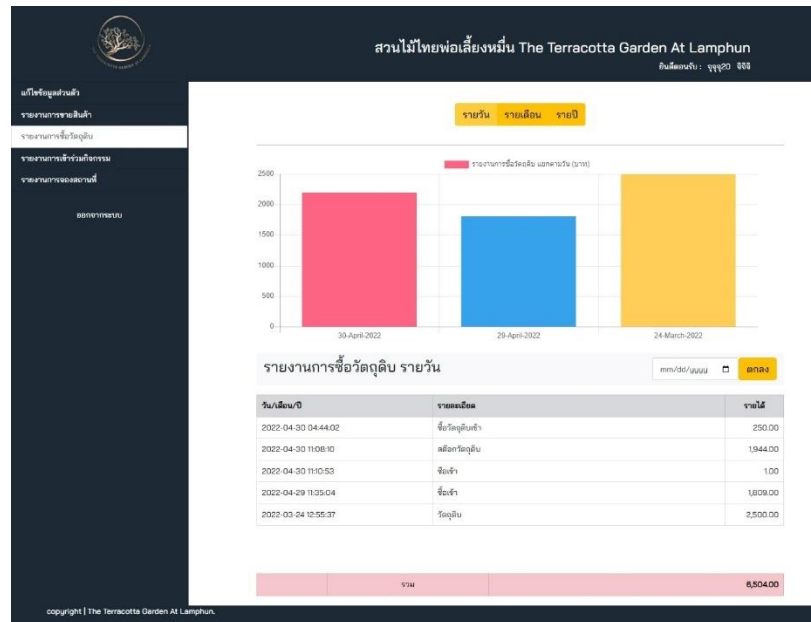 สวนไม้ไทยพ่อเลี้ยงหมื่น The Terracotta Garden At Lamphun
ยินดีตอนรับ : จุจุจุ20 จิจิจิ
แก้ไขข้อมูลส่วนตัว
รายงานการขายสินค้า
รายงานการซื้อวัตถุดิบ
รายงานการเข้าร่วมกิจกรรม
รายงานการจองสถานที่
ออกจากระบบ
รายวัน รายเดือน รายปี
รายงานการซื้อวัตถุดิบ แยกตามวัน (บาท)
2500
2000
1500
1000
500
0
30-April-2022 29-April-2022 24-March-2022
รายงานการซื้อวัตถุดิบ รายวัน mm/dd/yyyy ตกลง
วัน/เดือน/ปี รายละเอียด รายได้
2022-04-30 04:44:02 ซื้อวัตถุดิบเข้า 250.00
2022-04-30 11:08:10 สต๊อกวัตถุดิบ 1,944.00
2022-04-30 11:10:53 ซื้อเข้า 1.00
2022-04-29 11:35:04 ซื้อเข้า 1,809.00
2022-03-24 12:55:37 วัตถุดิบ 2,500.00
รวม 6,504.00
copyright | The Terracotta Garden At Lamphun.